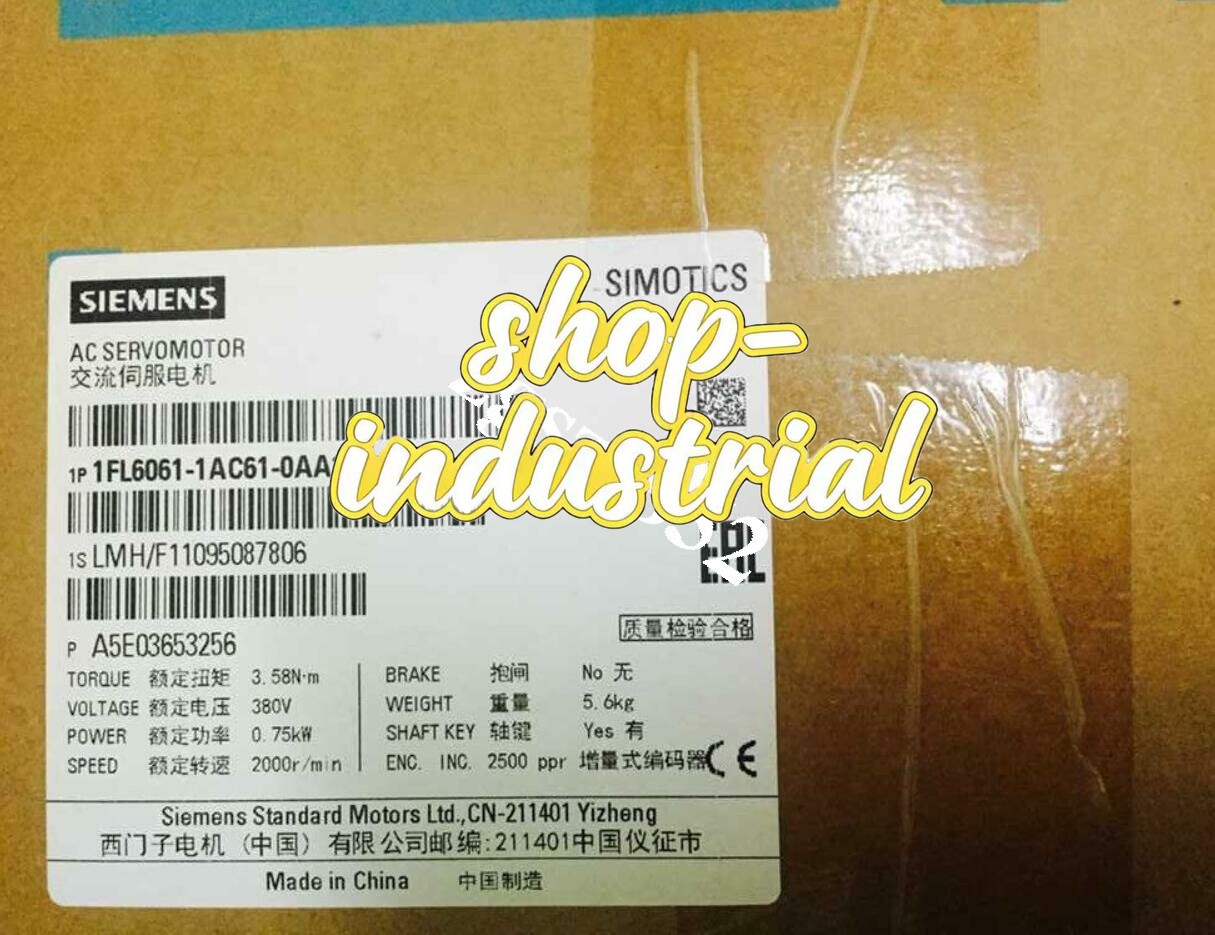 SIEMENS
SIMOTICS
AC SERVOMOTOR
交流伺服电机
shop-
industrial
1P 1FL6061-1AC61-0AA
1S LMH/F11095087806
EAC
质量检验合格
P A5E03653256
TORQUE 额定扭矩 3.58N·m
VOLTAGE 额定电压 380V
POWER 额定功率 0.75kW
SPEED 额定转速 2000r/min
BRAKE 抱闸 No 无
WEIGHT 重量 5.6kg
SHAFT KEY 轴键 Yes 有
ENC. INC. 2500 ppr 增量式编码器
CE
Siemens Standard Motors Ltd.,CN-211401 Yizheng
西门子电机（中国）有限公司邮编:211401中国仪征市
Made in China 中国制造